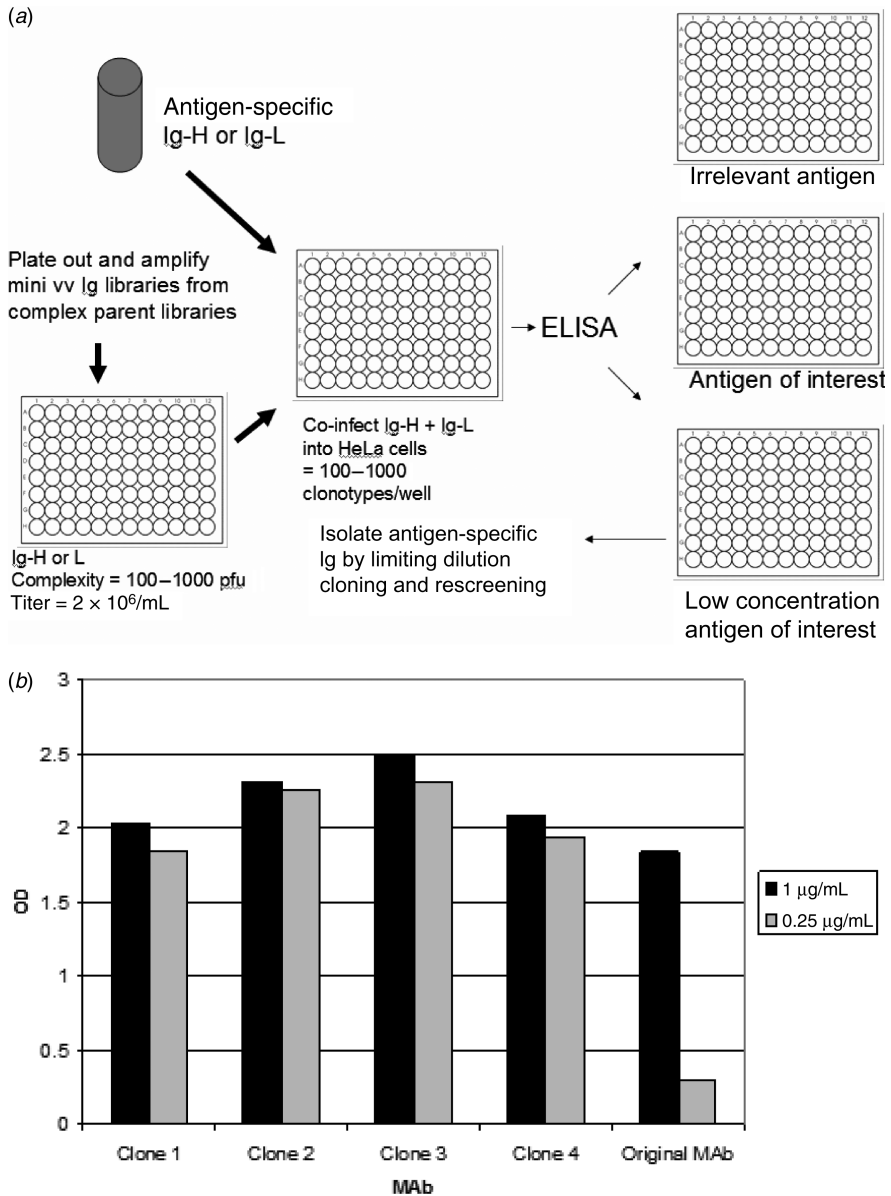 (a)
Antigen-specific
Ig-H or Ig-L
Plate out and amplify
mini vv Ig libraries from
complex parent libraries
Ig-H or L
Complexity = 100–1000 pfu
Titer = 2 × 10⁶/mL
Co-infect Ig-H + Ig-L
into HeLa cells
= 100–1000
clonotypes/well
ELISA
Irrelevant antigen
Antigen of interest
Low concentration
antigen of interest
Isolate antigen-specific
Ig by limiting dilution
cloning and rescreening
(b)
3
2.5
2
1.5
1
0.5
0
OD
Clone 1
Clone 2
Clone 3
Clone 4
Original MAb
MAb
1 µg/mL
0.25 µg/mL